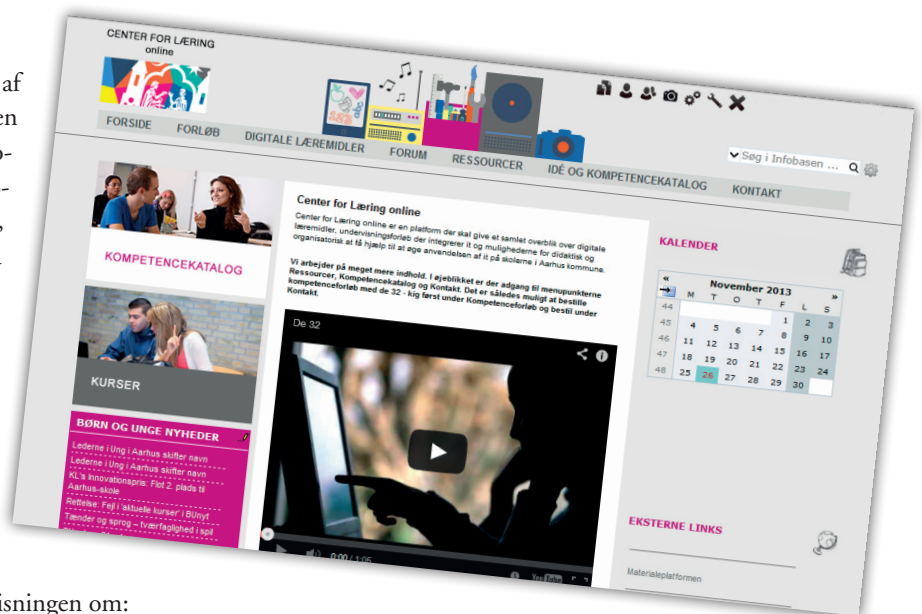 af
en
o-
o-
,
isningen om:
CENTER FOR LÆRING
online
FORSIDE FORLØB DIGITALE LÆREMIDLER FORUM RESSOURCER IDÉ OG KOMPETENCEKATALOG KONTAKT
Søg i Infobasen ...
KOMPETENCEKATALOG
KURSER
BØRN OG UNGE NYHEDER
Lederne i Ung i Aarhus skifter navn
Lederne i Ung i Aarhus skifter navn
KL's Innovationspris: Flot 2. plads til
Aarhus-skole
Rettelse: Fejl i 'aktuelle kurser' i BUnyt
Tænder og sprog – tværfaglighed i spil
Center for Læring online
Center for Læring online er en platform der skal give et samlet overblik over digitale
læremidler, undervisningsforløb der integrerer it og mulighederne for didaktisk og
organisatorisk at få hjælp til at øge anvendelsen af it på skolerne i Aarhus kommune.
Vi arbejder på meget mere indhold. I øjeblikket er der adgang til menupunkterne
Ressourcer, Kompetencekatalog og Kontakt. Det er således muligt at bestille
kompetenceforløb med de 32 - kig først under Kompetenceforløb og bestil under
Kontakt.
De 32
0:00 / 1:05
YouTube
KALENDER
« November 2013 »
M T O T F L S
44 1 2 3
45 4 5 6 7 8 9 10
46 11 12 13 14 15 16 17
47 18 19 20 21 22 23 24
48 25 26 27 28 29 30
EKSTERNE LINKS
Materialeplatformen